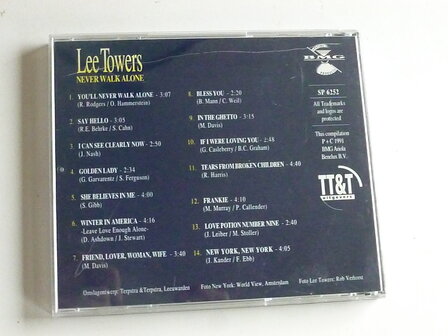 Lee Towers
NEVER WALK ALONE
1. YOU'LL NEVER WALK ALONE - 3:07
(R. Rodgers / O. Hammerstein)
2. SAY HELLO - 3:05
(R.E. Behrke / S. Cahn)
3. I CAN SEE CLEARLY NOW - 2:50
(J. Nash)
4. GOLDEN LADY - 2:34
(G. Garvarentz / S. Ferguson)
5. SHE BELIEVES IN ME - 4:00
(S. Gibb)
6. WINTER IN AMERICA - 4:16
-Leave Love Enough Alone-
(D. Ashdown / J. Stewart)
7. FRIEND, LOVER, WOMAN, WIFE - 3:40
(M. Davis)
8. BLESS YOU - 2:20
(B. Mann / C. Weil)
9. IN THE GHETTO - 3:15
(M. Davis)
10. IF I WERE LOVING YOU - 2:48
(G. Casleberry / B.C. Graham)
11. TEARS FROM BROKEN CHILDREN - 4:40
(R. Harris)
12. FRANKIE - 4:10
(M. Murray / P. Callender)
13. LOVE POTION NUMBER NINE - 2:40
(J. Leiber / M. Stoller)
14. NEW YORK, NEW YORK - 4:05
(J. Kander / F. Ebb)
BMG
SP 6252
All Trademarks
and logos are
protected
This compilation
P + C 1991
BMG Ariola
Benelux B.V.
TT&T
uitgevers
Omslagontwerp: Terpstra & Terpstra, Leeuwarden
Foto New York: World View, Amsterdam
Foto Lee Towers: Rob Verhorst